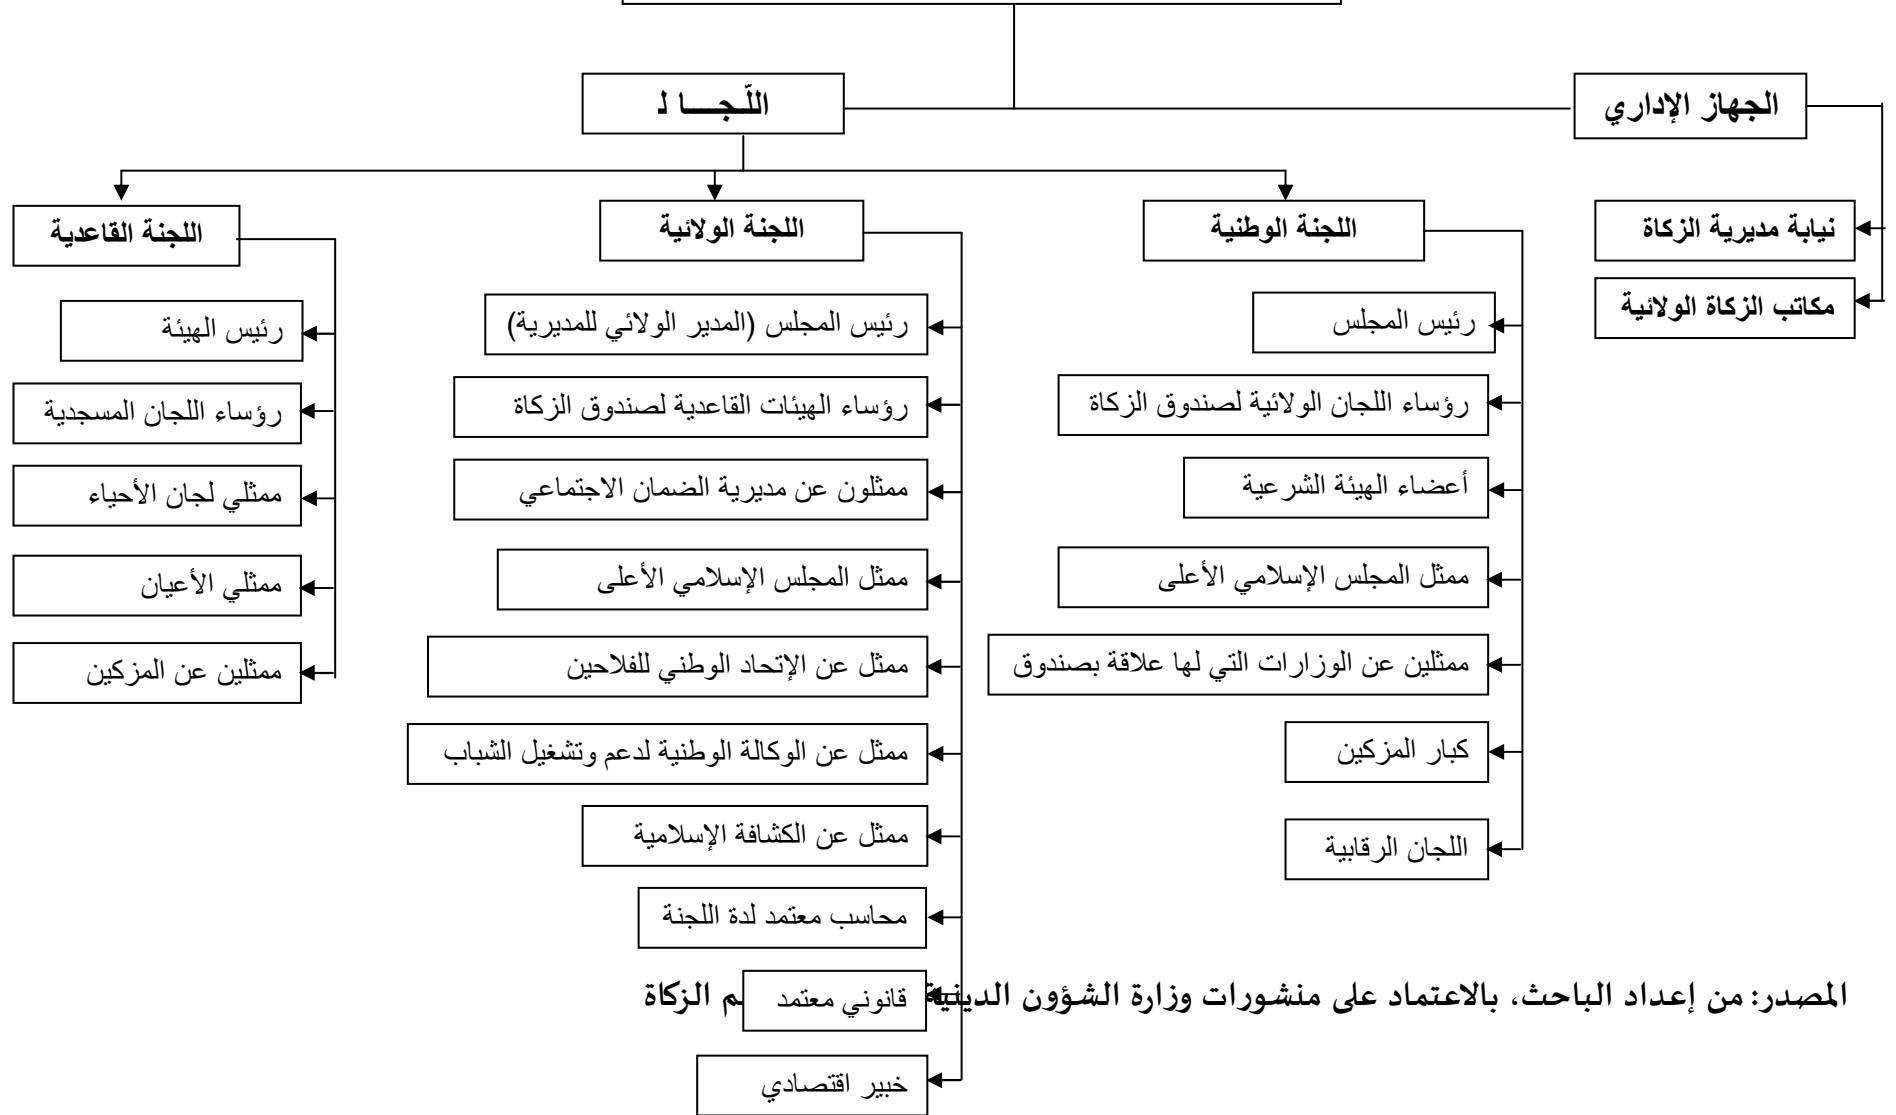 الجهاز الإداري
اللّجـــــا لـ
نيابة مديرية الزكاة
مكاتب الزكاة الولائية
اللجنة الوطنية
رئيس المجلس
رؤساء اللجان الولائية لصندوق الزكاة
أعضاء الهيئة الشرعية
ممثل المجلس الإسلامي الأعلى
ممثلين عن الوزارات التي لها علاقة بصندوق
كبار المزكين
اللجان الرقابية
اللجنة الولائية
رئيس المجلس (المدير الولائي للمديرية)
رؤساء الهيئات القاعدية لصندوق الزكاة
ممثلون عن مديرية الضمان الاجتماعي
ممثل المجلس الإسلامي الأعلى
ممثل عن الإتحاد الوطني للفلاحين
ممثل عن الوكالة الوطنية لدعم وتشغيل الشباب
ممثل عن الكشافة الإسلامية
محاسب معتمد لدة اللجنة
قانوني معتمد
خبير اقتصادي
اللجنة القاعدية
رئيس الهيئة
رؤساء اللجان المسجدية
ممثلي لجان الأحياء
ممثلي الأعيان
ممثلين عن المزكين
المصدر: من إعداد الباحث، بالاعتماد على منشورات وزارة الشؤون الدينية الزكاة